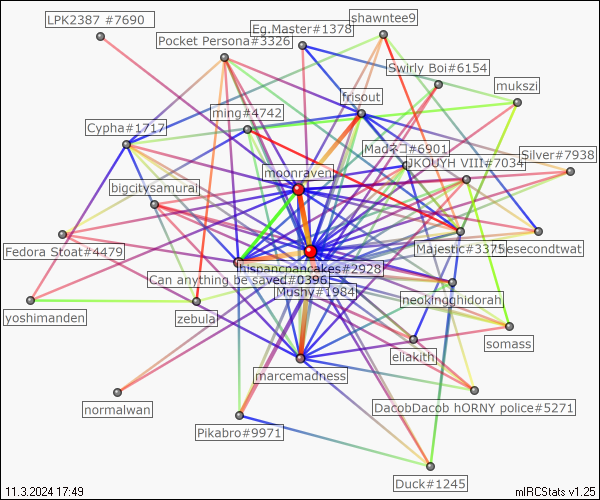 LPK2387 #7690
shawntee9
Eg.Master#1378
Pocket Persona#3326
Swirly Boi#6154
mukszi
frisout
ming#4742
Cypha#1717
Madネコ#6901
JKOUYH VIII#7034
Silver#7938
moonraven
bigcitysamurai
Fedora Stoat#4479
Majestic#3375
esecondtwat
hispancpancakes#2928
Can anything be saved#0396
Mushy#1984
neokingghidorah
yoshimanden
zebula
somass
eliakith
marcemadness
normalwan
DacobDacob hORNY police#5271
Pikabro#9971
Duck#1245
11.3.2024 17:49
mIRCStats v1.25